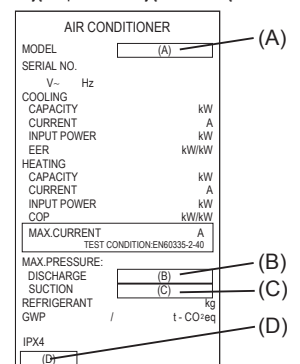 AIR CONDITIONER
MODEL (A) (A)
SERIAL NO.
V~ Hz
COOLING
CAPACITY kW
CURRENT A
INPUT POWER kW
EER kW/kW
HEATING
CAPACITY kW
CURRENT A
INPUT POWER kW
COP kW/kW
MAX.CURRENT A
TEST CONDITION:EN60335-2-40
MAX.PRESSURE:
DISCHARGE (B) (B)
SUCTION (C) (C)
REFRIGERANT kg
GWP / t - CO2eq
(D)
IPX4
(D)